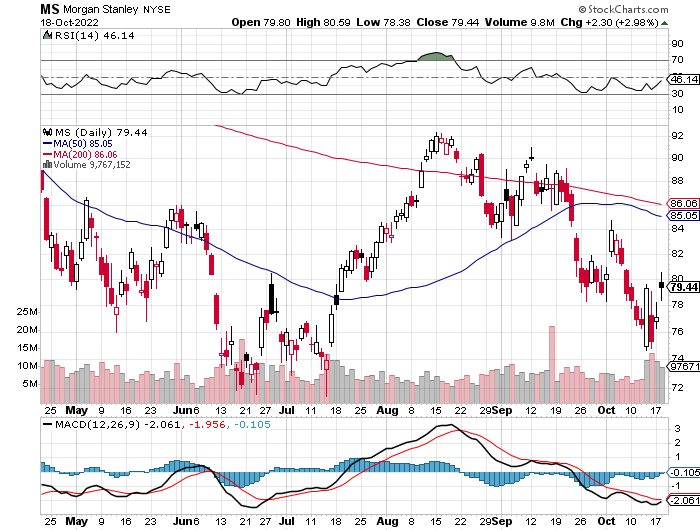 MS Morgan Stanley NYSE © StockCharts.com
18-Oct-2022 Open 79.80 High 80.59 Low 78.38 Close 79.44 Volume 9.8M Chg +2.30 (+2.98%)
RSI(14) 46.14
90
70
50
46.14
30
10
MS (Daily) 79.44
MA(50) 85.05
MA(200) 86.06
Volume 9,767,152
92
90
88
86.06
85.05
84
82
80
79.44
78
76
74
72
25M
20M
15M
10M
5M
97671
25 May 9 16 23 Jun 6 13 21 27 Jul 11 18 25 Aug 8 15 22 29 Sep 12 19 26 Oct 10 17
MACD(12,26,9) -2.061, -1.956, -0.105
3
2
1
-0.105
-1
-2.061
25 May 9 16 23 Jun 6 13 21 27 Jul 11 18 25 Aug 8 15 22 29 Sep 12 19 26 Oct 10 17